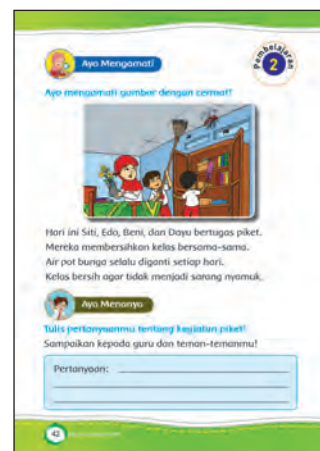 Ayo Mengamati
Pembelajaran
2
Ayo mengamati gambar dengan cermat!
Hari ini Siti, Edo, Beni, dan Dayu bertugas piket.
Mereka membersihkan kelas bersama-sama.
Air pot bunga selalu diganti setiap hari.
Kelas bersih agar tidak menjadi sarang nyamuk.
Ayo Menanya
Tulis pertanyaanmu tentang kegiatan piket!
Sampaikan kepada guru dan teman-temanmu!
Pertanyaan:
42